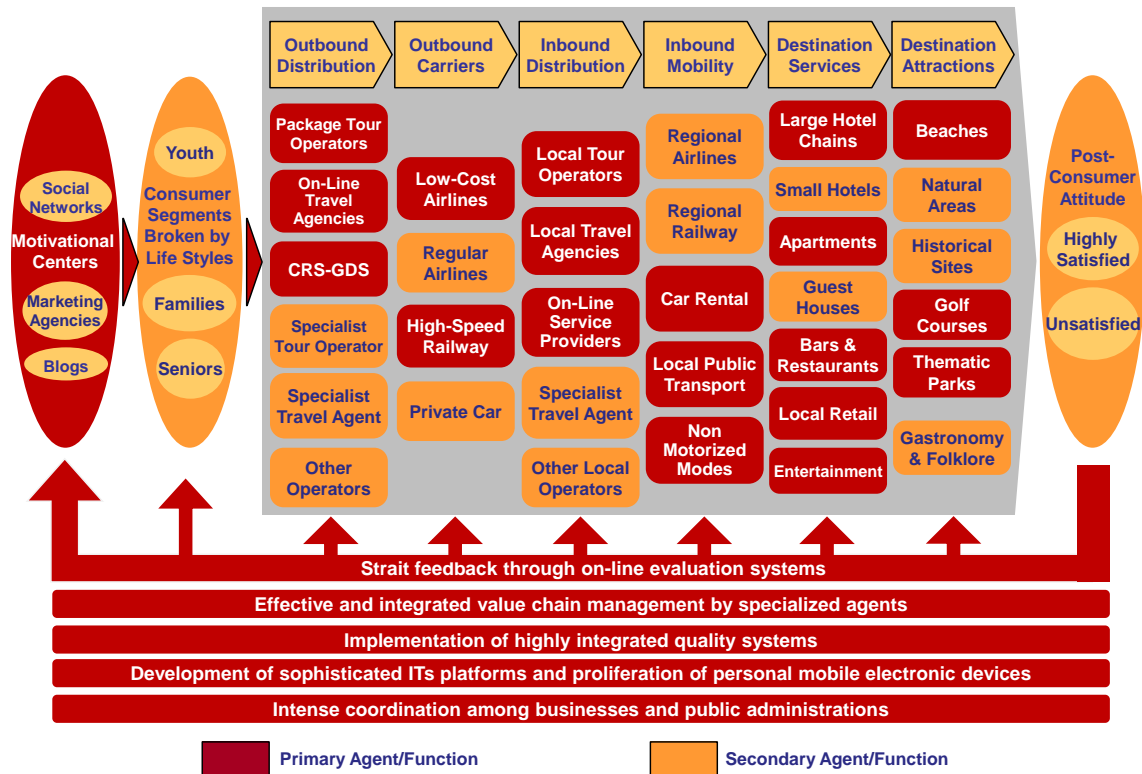 Outbound
Distribution
Outbound
Carriers
Inbound
Distribution
Inbound
Mobility
Destination
Services
Destination
Attractions
Social
Networks
Motivational
Centers
Marketing
Agencies
Blogs
Youth
Consumer
Segments
Broken by
Life Styles
Families
Seniors
Package Tour
Operators
On-Line
Travel
Agencies
CRS-GDS
Specialist
Tour Operator
Specialist
Travel Agent
Other
Operators
Low-Cost
Airlines
Regular
Airlines
High-Speed
Railway
Private Car
Local Tour
Operators
Local Travel
Agencies
On-Line
Service
Providers
Specialist
Travel Agent
Other Local
Operators
Regional
Airlines
Regional
Railway
Car Rental
Local Public
Transport
Non
Motorized
Modes
Large Hotel
Chains
Small Hotels
Apartments
Guest
Houses
Bars &
Restaurants
Local Retail
Entertainment
Beaches
Natural
Areas
Historical
Sites
Golf
Courses
Thematic
Parks
Gastronomy
& Folklore
Post-
Consumer
Attitude
Highly
Satisfied
Unsatisfied
Strait feedback through on-line evaluation systems
Effective and integrated value chain management by specialized agents
Implementation of highly integrated quality systems
Development of sophisticated ITs platforms and proliferation of personal mobile electronic devices
Intense coordination among businesses and public administrations
Primary Agent/Function
Secondary Agent/Function